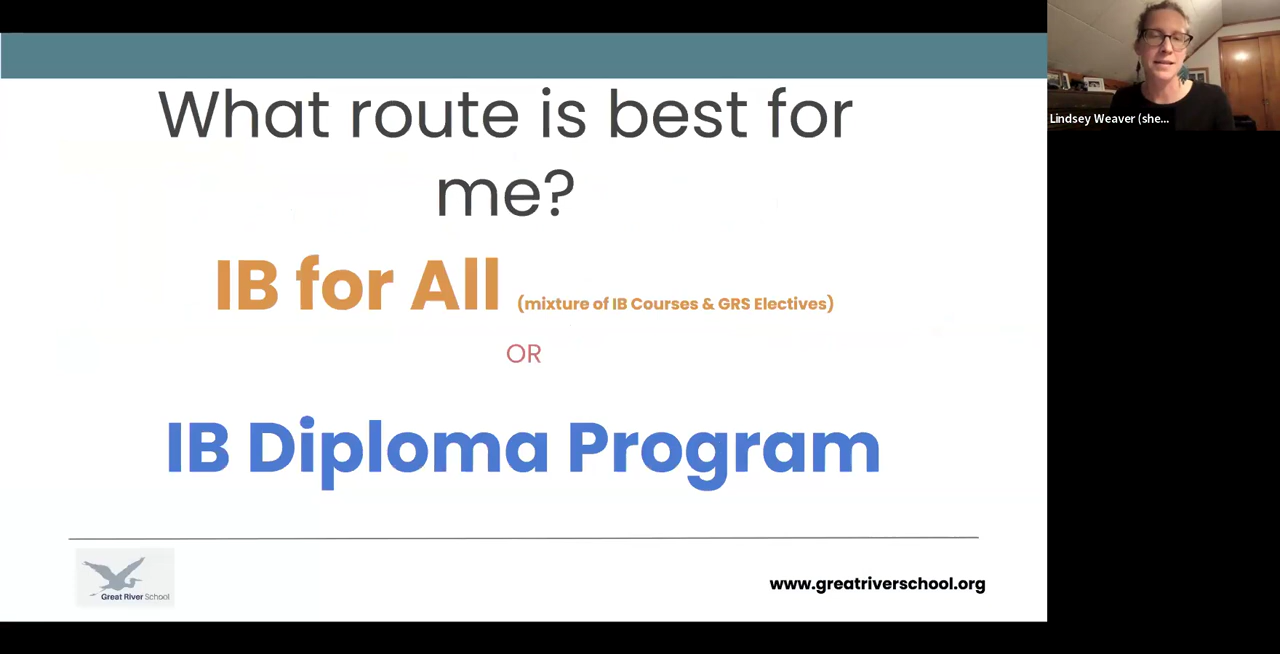 What route is best for
me?
IB for All (mixture of IB Courses & GRS Electives)
OR
IB Diploma Program
Great River School
www.greatriverschool.org
Lindsey Weaver (she...